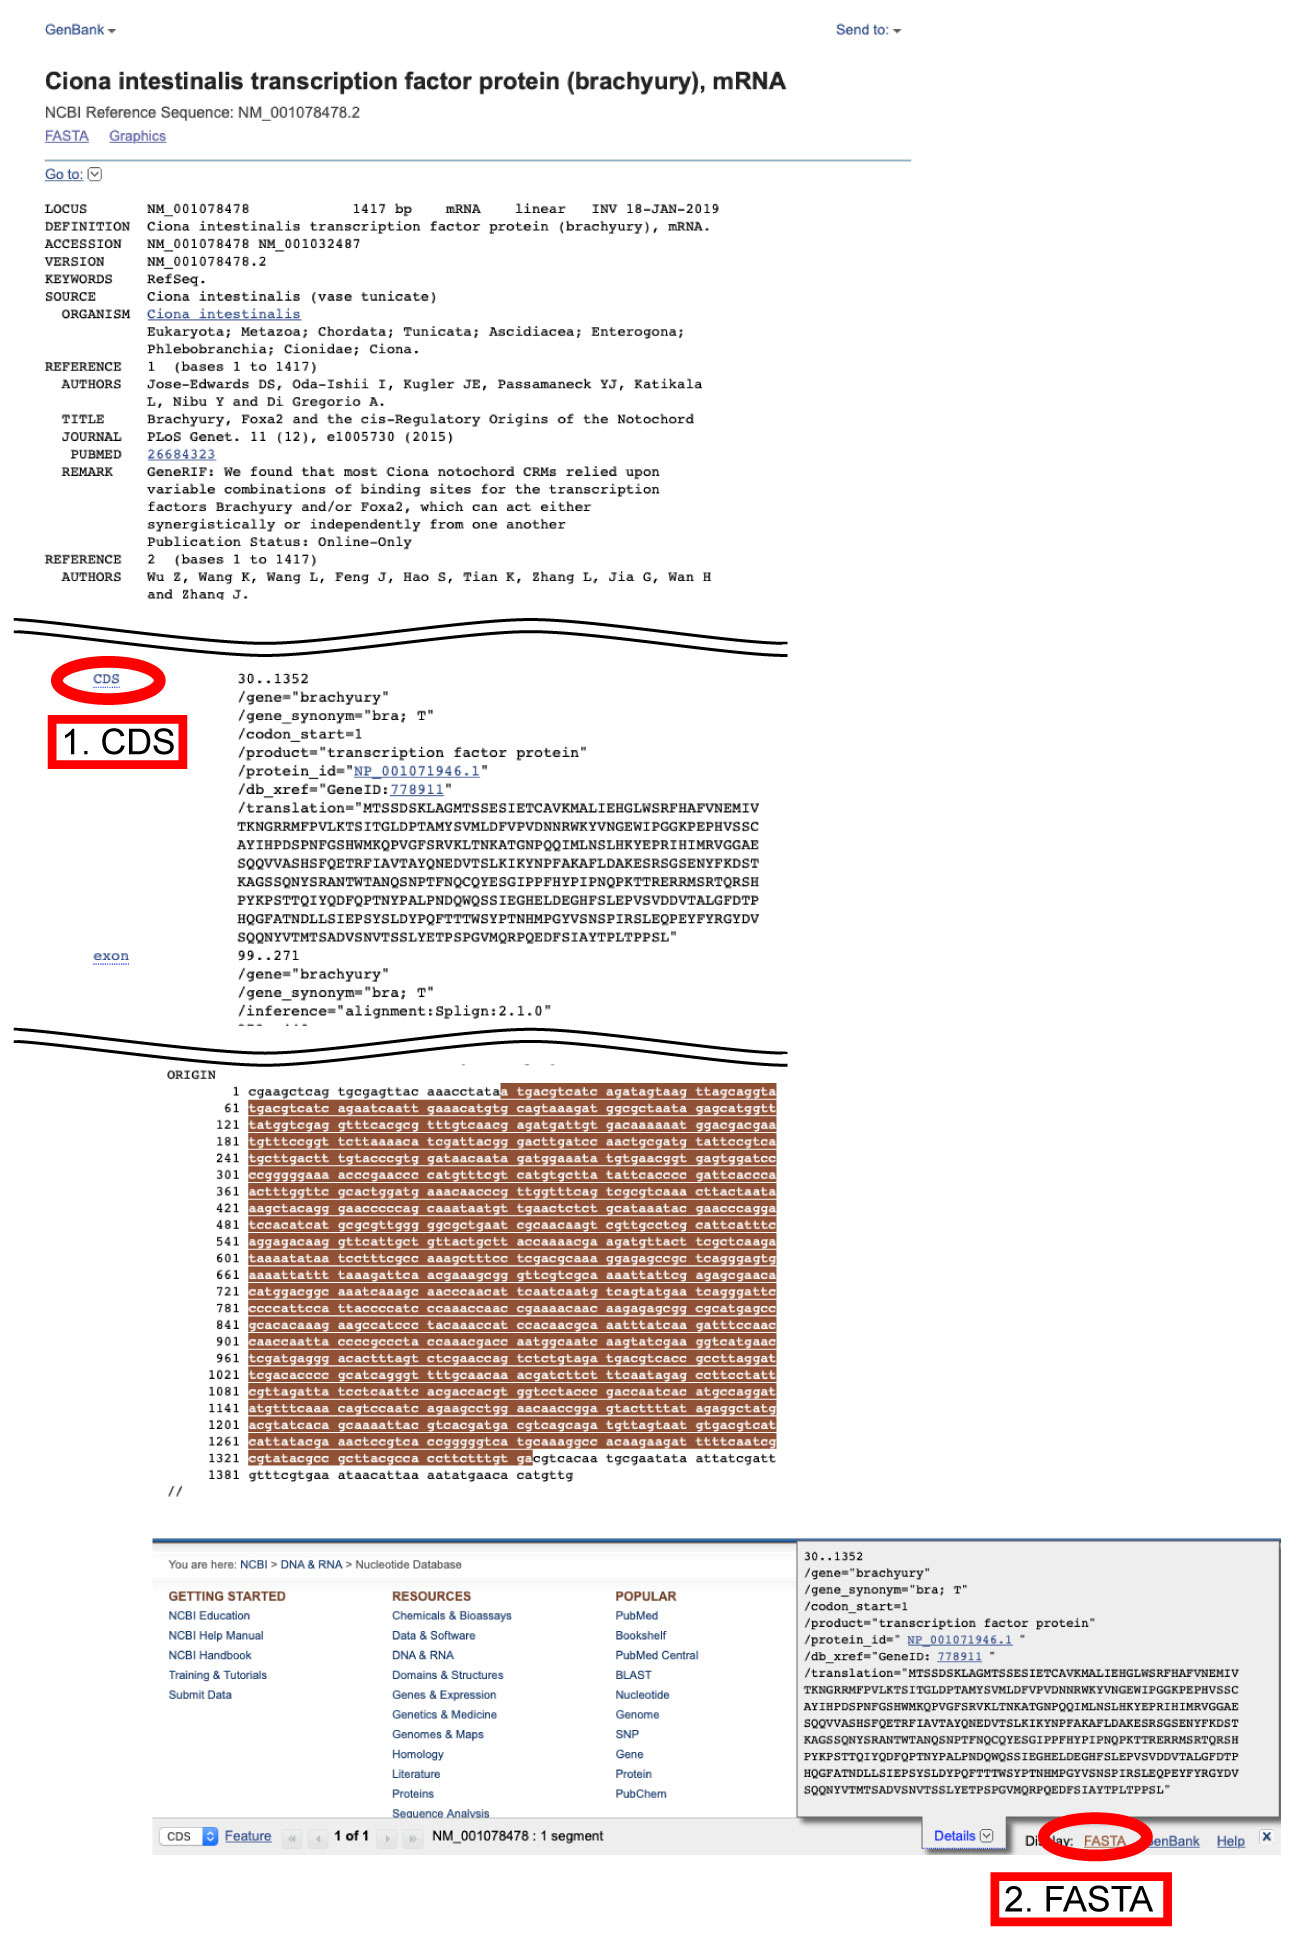 GenBank
Send to:
Ciona intestinalis transcription factor protein (brachyury), mRNA
NCBI Reference Sequence: NM_001078478.2
FASTA Graphics
Go to:
LOCUS NM_001078478 1417 bp mRNA linear INV 18-JAN-2019
DEFINITION Ciona intestinalis transcription factor protein (brachyury), mRNA.
ACCESSION NM_001078478 NM_001032487
VERSION NM_001078478.2
KEYWORDS RefSeq.
SOURCE Ciona intestinalis (vase tunicate)
ORGANISM Ciona intestinalis
Eukaryota; Metazoa; Chordata; Tunicata; Ascidiacea; Enterogona;
Phlebobranchia; Cionidae; Ciona.
REFERENCE 1 (bases 1 to 1417)
AUTHORS Jose-Edwards DS, Oda-Ishii I, Kugler JE, Passamaneck YJ, Katikala
L, Nibu Y and Di Gregorio A.
TITLE Brachyury, Foxa2 and the cis-Regulatory Origins of the Notochord
JOURNAL PLoS Genet. 11 (12), e1005730 (2015)
PUBMED 26684323
REMARK GeneRIF: We found that most Ciona notochord CRMs relied upon
variable combinations of binding sites for the transcription
factors Brachyury and/or Foxa2, which can act either
synergistically or independently from one another
Publication Status: Online-Only
REFERENCE 2 (bases 1 to 1417)
AUTHORS Wu Z, Wang K, Wang L, Feng J, Hao S, Tian K, Zhang L, Jia G, Wan H
and Zhang J.
CDS 30..1352
1. CDS
/gene="brachyury"
/gene_synonym="bra; T"
/codon_start=1
/product="transcription factor protein"
/protein_id="NP_001071946.1"
/db_xref="GeneID:778911"
/translation="MTSSDSKLAGMTSSESIETCAVKMALIEHGLWSRFHAFVNEMIV
TKNGRRMFPVLKTSITGLDPTAMYSVMLDFVPVDNNRWKYVNGEWIPGGKPEPHVSSC
AYIHPDSPNFGSHWMKQPVGFSRVKLTNKATGNPQQIMLNSLHKYEPRIHIMRVGGAE
SQQVVASHSFQETRFIAVTAYQNEDVTSLKIKYNPFAKAFLDAKESRSGSENYFKDST
KAGSSQNYSRANTWTANQSNPTFNQCQYESGIPPFHYPIPNQPKTTRERRMSRTQRSH
PYKPSTTQIYQDFQPTNYPALPNDQWQSSIEGHELDEGHFSLEPVSVDDVTALGFDTP
HQGFATNDLLSIEPSYSLDYPQFTTTWSYPTNHMPGYVSNSPIRSLEQPEYFYRGYDV
SQQNYVTMTSADVSNVTSSLYETPSPGVMQRPQEDFSIAYTPLTPPSL"
exon 99..271
/gene="brachyury"
/gene_synonym="bra; T"
/inference="alignment:Splign:2.1.0"
ORIGIN
1 cgaagctcag tgcgagttac aaacctataa tgacgtcatc agatagtaag ttagcaggta
61 tgacgtcatc agaatcaatt gaaacatgtg cagtaaagat ggcgctaata gagcatggtt
121 tatggtcgag gtttcacgcg tttgtcaacg agatgattgt gacaaaaaat ggacgacgaa
181 tgtttccggt tcttaaaaca tcgattacgg gacttgatcc aactgcgatg tattccgtca
241 tgcttgactt tgtacccgtg gataacaata gatggaaata tgtgaacggt gagtggatcc
301 ccgggggaaa acccgaaccc catgtttcgt catgtgctta tattcacccc gattcaccca
361 actttggttc gcactggatg aaacaacccg ttggtttcag tcgcgtcaaa cttactaata
421 aagctacagg gaacccccag caaataatgt tgaactctct gcataaatac gaacccagga
481 tccacatcat gcgcgttggg ggcgctgaat cgcaacaagt cgttgcctcg cattcatttc
541 aggagacaag gttcattgct gttactgctt accaaaacga agatgttact tcgctcaaga
601 taaaatataa tcctttcgcc aaagctttcc tcgacgcaaa ggagagccgc tcagggagtg
661 aaaattattt taaagattca acgaaagcgg gttcgtcgca aaattattcg agagcgaaca
721 catggacggc aaatcaaagc aacccaacat tcaatcaatg tcagtatgaa tcagggattc
781 ccccattcca ttaccccatc cccaaaccaac cgaaaacaac aagagagcgg cgcatgagcc
841 gcacacaaag aagccatccc tacaaaccat ccacaacgca aatttatcaa gatttccaac
901 caaccaatta ccccgcccta ccaaacgacc aatggcaatc aagtatcgaa ggtcatgaac
961 tcgatgaggg acactttagt ctcgaaccag tctctgtaga tgacgtcacc gccttaggat
1021 tcgacacccc gcatcagggt tttgcaacaa acgatcttct ttcaatagag ccttcctatt
1081 cgttagatta tcctcaattc acgaccacgt ggtcctaccc gaccaatcac atgccaggat
1141 atgtttcaaa cagtccaatc agaagcctgg aacaaccgga gtacttttat agaggctatg
1201 acgtatcaca gcaaaattac gtcacgatga cgtcagcaga tgttagtaat gtgacgtcat
1261 cattatacga aactccgtca ccgggggtca tgcaaaggcc acaagaagat tttttcaatcg
1321 cgtatacgcc gcttacgcca ccttctttgt gacgtcacaa tgcgaatata aattatcgatt
1381 gtttcgtgaa ataacattaa aatatgaaca catgttg
//
You are here: NCBI > DNA & RNA > Nucleotide Database
GETTING STARTED
NCBI Education
NCBI Help Manual
NCBI Handbook
Training & Tutorials
Submit Data
RESOURCES
Chemicals & Bioassays
Data & Software
DNA & RNA
Domains & Structures
Genes & Expression
Genetics & Medicine
Genomes & Maps
Homology
Literature
Proteins
Sequence Analysis
POPULAR
PubMed
Bookshelf
PubMed Central
BLAST
Nucleotide
Genome
SNP
Gene
Protein
PubChem
30..1352
/gene="brachyury"
/gene_synonym="bra; T"
/codon_start=1
/product="transcription factor protein"
/protein_id=" NP_001071946.1 "
/db_xref="GeneID: 778911 "
/translation="MTSSDSKLAGMTSSESIETCAVKMALIEHGLWSRFHAFVNEMIV
TKNGRRMFPVLKTSITGLDPTAMYSVMLDFVPVDNNRWKYVNGEWIPGGKPEPHVSSC
AYIHPDSPNFGSHWMKQPVGFSRVKLTNKATGNPQQIMLNSLHKYEPRIHIMRVGGAE
SQQVVASHSFQETRFIAVTAYQNEDVTSLKIKYNPFAKAFLDAKESRSGSENYFKDST
KAGSSQNYSRANTWTANQSNPTFNQCQYESGIPPFHYPIPNQPKTTRERRMSRTQRSH
PYKPSTTQIYQDFQPTNYPALPNDQWQSSIEGHELDEGHFSLEPVSVDDVTALGFDTP
HQGFATNDLLSIEPSYSLDYPQFTTTWSYPTNHMPGYVSNSPIRSLEQPEYFYRGYDV
SQQNYVTMTSADVSNVTSSLYETPSPGVMQRPQEDFSIAYTPLTPPSL"
CDS Feature 1 of 1 NM_001078478 : 1 segment Details FASTA Help
2. FASTA